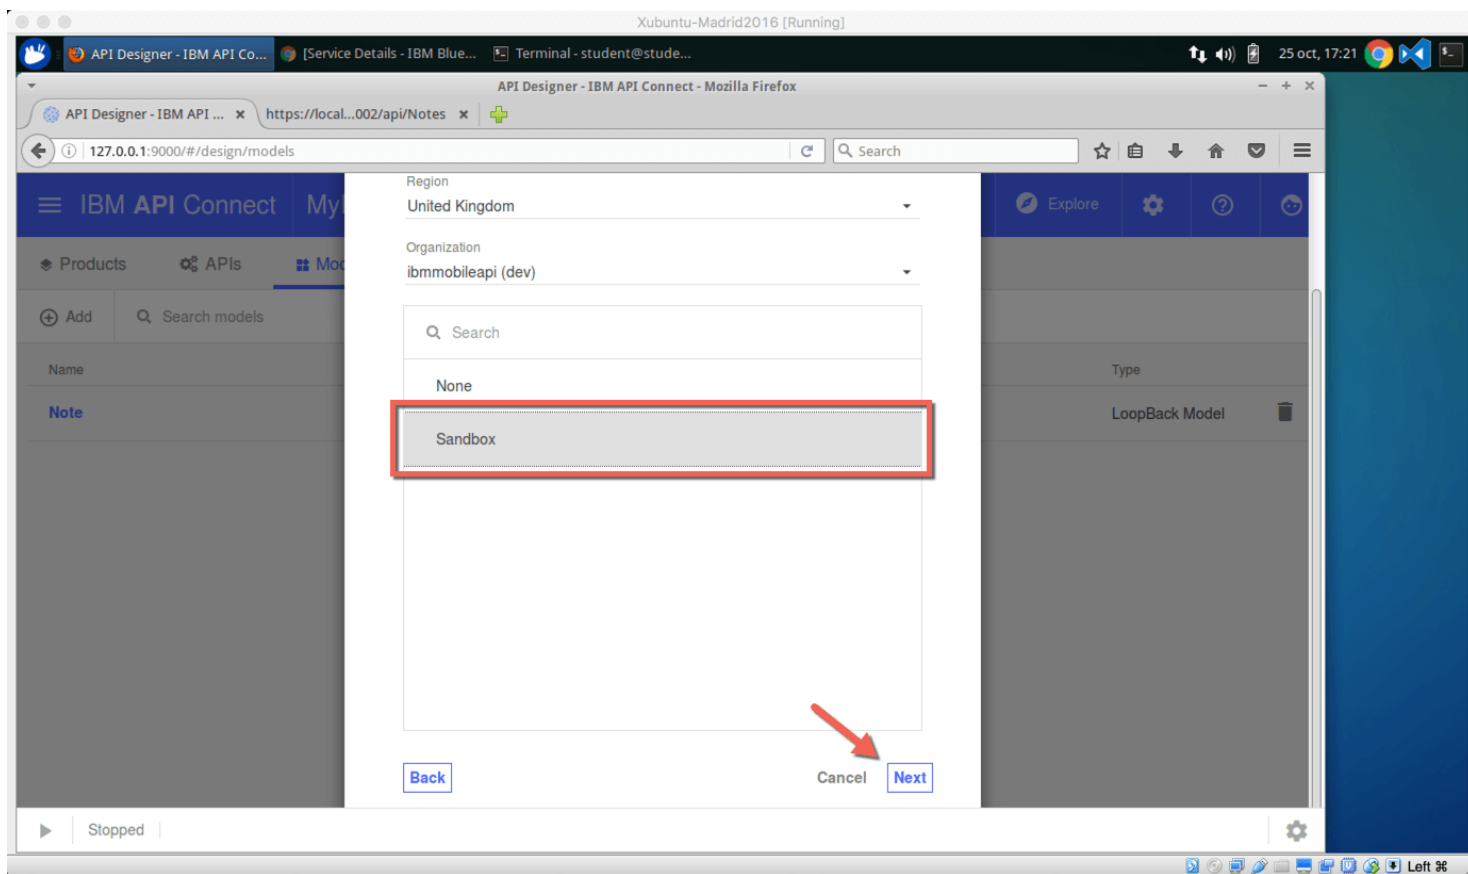 Xubuntu-Madrid2016 [Running]
API Designer - IBM API Co... [Service Details - IBM Blue... Terminal - student@stude... 25 oct, 17:21
API Designer - IBM API Connect - Mozilla Firefox
API Designer - IBM API ... https://local...002/api/Notes
127.0.0.1:9000/#/design/models Search
IBM API Connect Explore
Region
United Kingdom
Organization
ibmmobileapi (dev)
Products APIs
Add Search models
Search
Name Type
None
Note LoopBack Model
Sandbox
Back Cancel Next
Stopped
Left ⌘